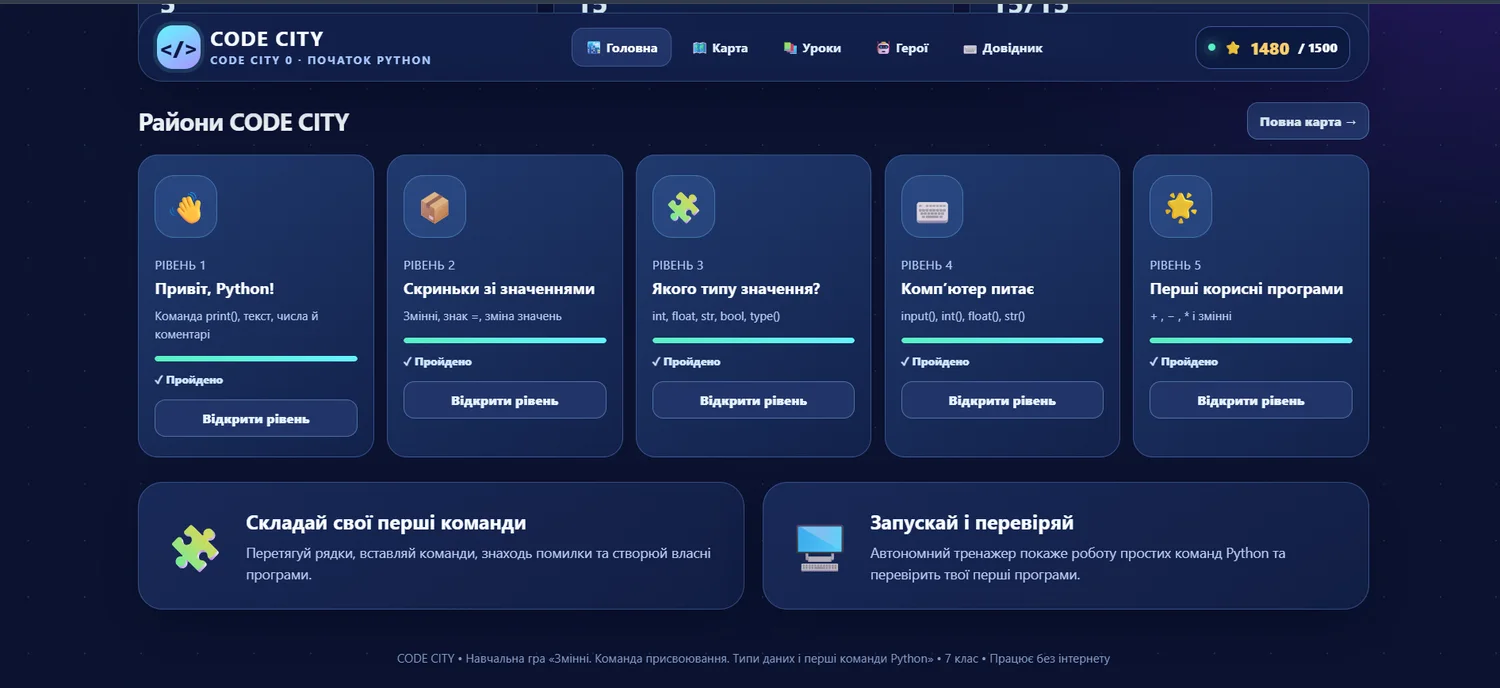 5
15
15/15
</>
CODE CITY
CODE CITY 0 · ПОЧАТОК PYTHON
Головна
Карта
Уроки
Герої
Довідник
1480 / 1500
Райони CODE CITY
Повна карта →
РІВЕНЬ 1
Привіт, Python!
Команда print(), текст, числа й
коментарі
✓ Пройдено
Відкрити рівень
РІВЕНЬ 2
Скриньки зі значеннями
Змінні, знак =, зміна значень
✓ Пройдено
Відкрити рівень
РІВЕНЬ 3
Якого типу значення?
int, float, str, bool, type()
✓ Пройдено
Відкрити рівень
РІВЕНЬ 4
Комп’ютер питає
input(), int(), float(), str()
✓ Пройдено
Відкрити рівень
РІВЕНЬ 5
Перші корисні програми
+ , − , * і змінні
✓ Пройдено
Відкрити рівень
Складай свої перші команди
Перетягуй рядки, вставляй команди, знаходь помилки та створюй власні
програми.
Запускай і перевіряй
Автономний тренажер покаже роботу простих команд Python та
перевірить твої перші програми.
CODE CITY • Навчальна гра «Змінні. Команда присвоювання. Типи даних і перші команди Python» • 7 клас • Працює без інтернету